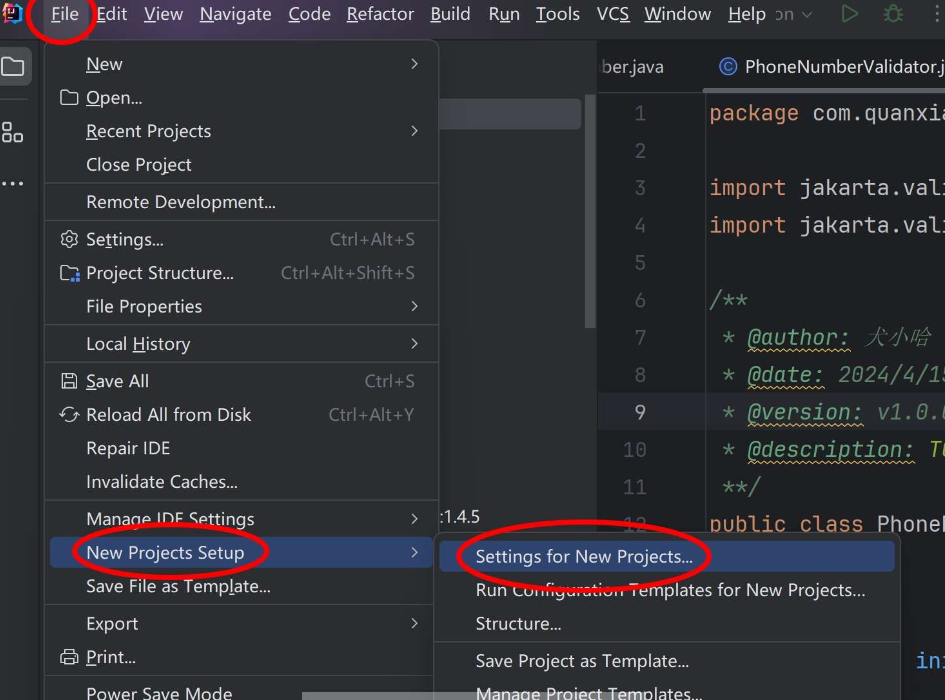 File Edit View Navigate Code Refactor Build Run Tools VCS Window Help on
New
Open...
Recent Projects
Close Project
Remote Development...
Settings... Ctrl+Alt+S
Project Structure... Ctrl+Alt+Shift+S
File Properties
Local History
Save All Ctrl+S
Reload All from Disk Ctrl+Alt+Y
Repair IDE
Invalidate Caches...
Manage IDE Settings
New Projects Setup
Save File as Template...
Export
Print...
Power Save Mode
:1.4.5
Settings for New Projects...
Run Configuration Templates for New Projects...
Structure...
Save Project as Template...
Manage Project Templates...
ber.java PhoneNumberValidator.j
1 package com.quanxia
2
3 import jakarta.vali
4 import jakarta.vali
5
6 /**
7 * @author: 犬小哈
8 * @date: 2024/4/15
9 * @version: v1.0.0
10 * @description: T
11 **/
12 public class Phone
in